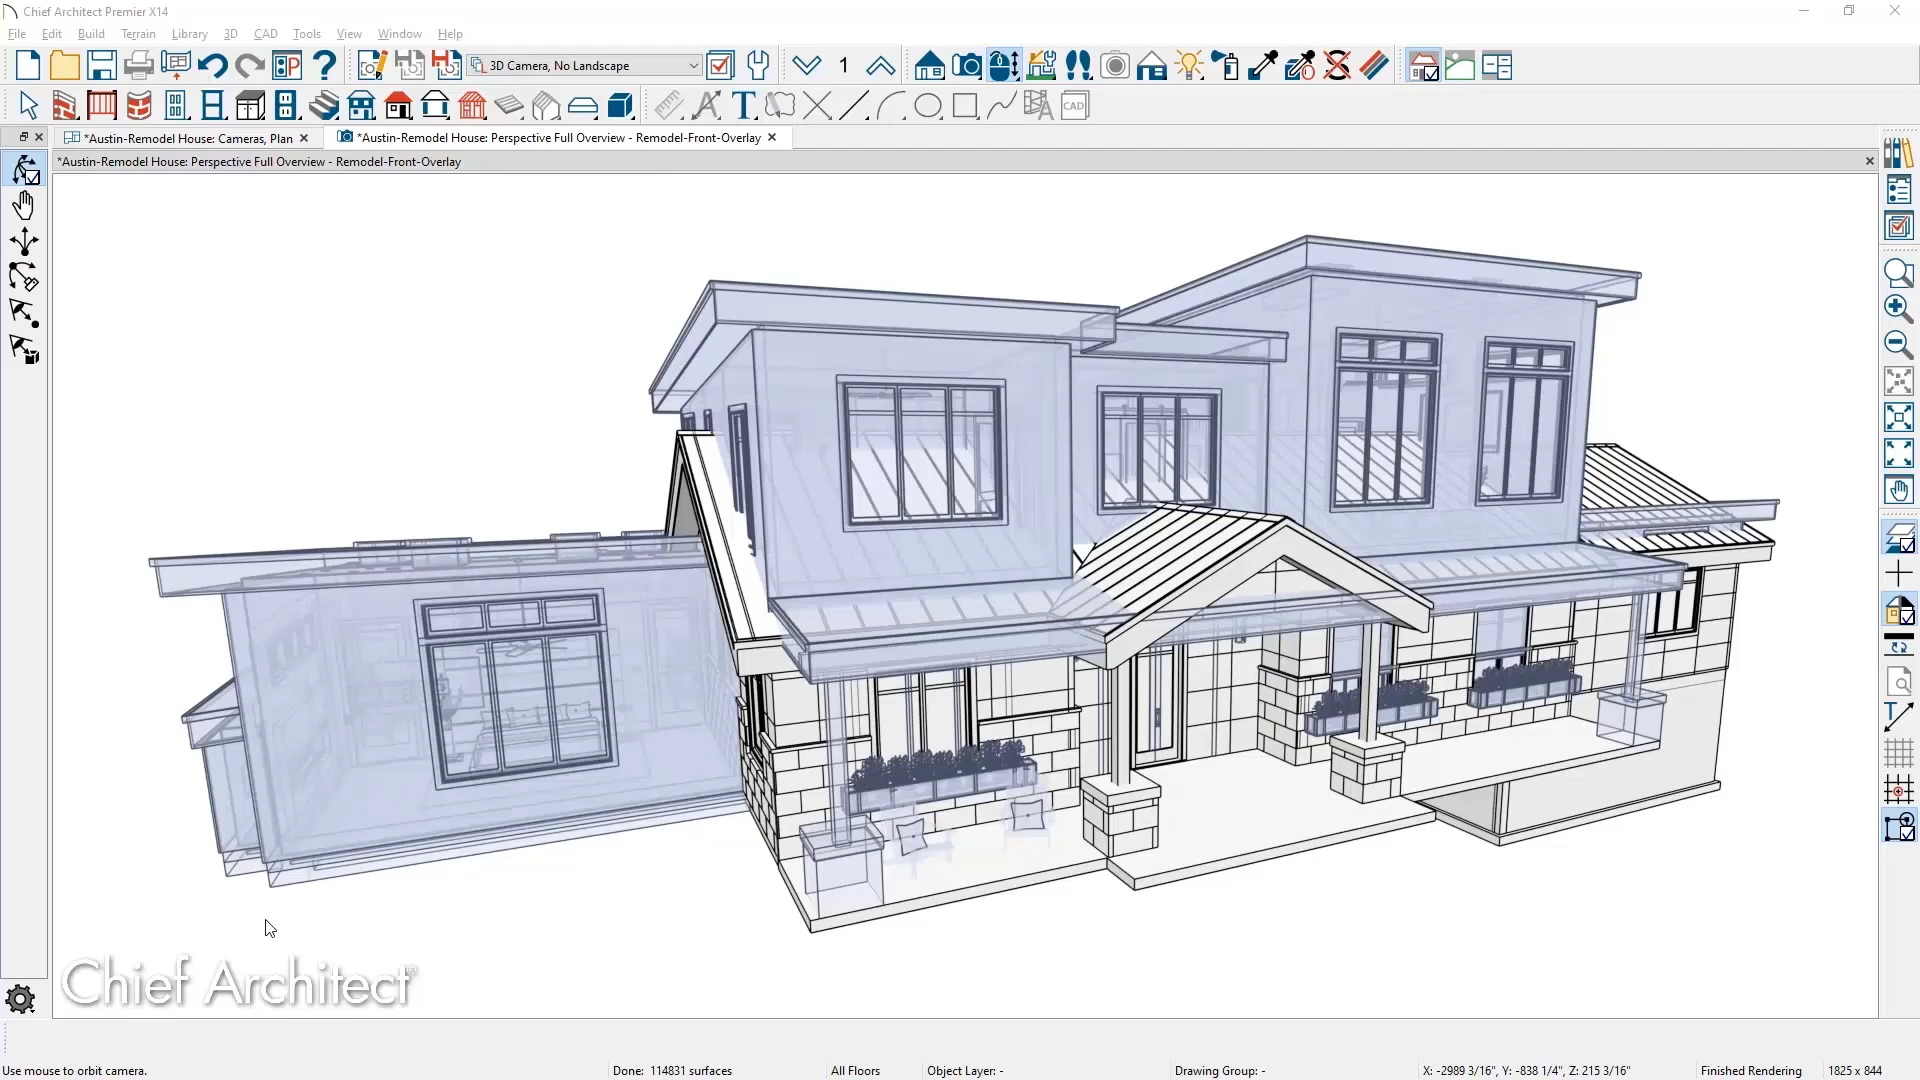 Chief Architect Premier X14
File Edit Build Terrain Library 3D CAD Tools View Window Help
3D Camera, No Landscape 1
T CAD
*Austin-Remodel House: Cameras, Plan *Austin-Remodel House: Perspective Full Overview - Remodel-Front-Overlay
*Austin-Remodel House: Perspective Full Overview - Remodel-Front-Overlay
Chief Architect®
Use mouse to orbit camera. Done: 114831 surfaces All Floors Object Layer: - Drawing Group: - X: -2989 3/16", Y: -838 1/4", Z: 215 3/16" Finished Rendering 1825 x 844